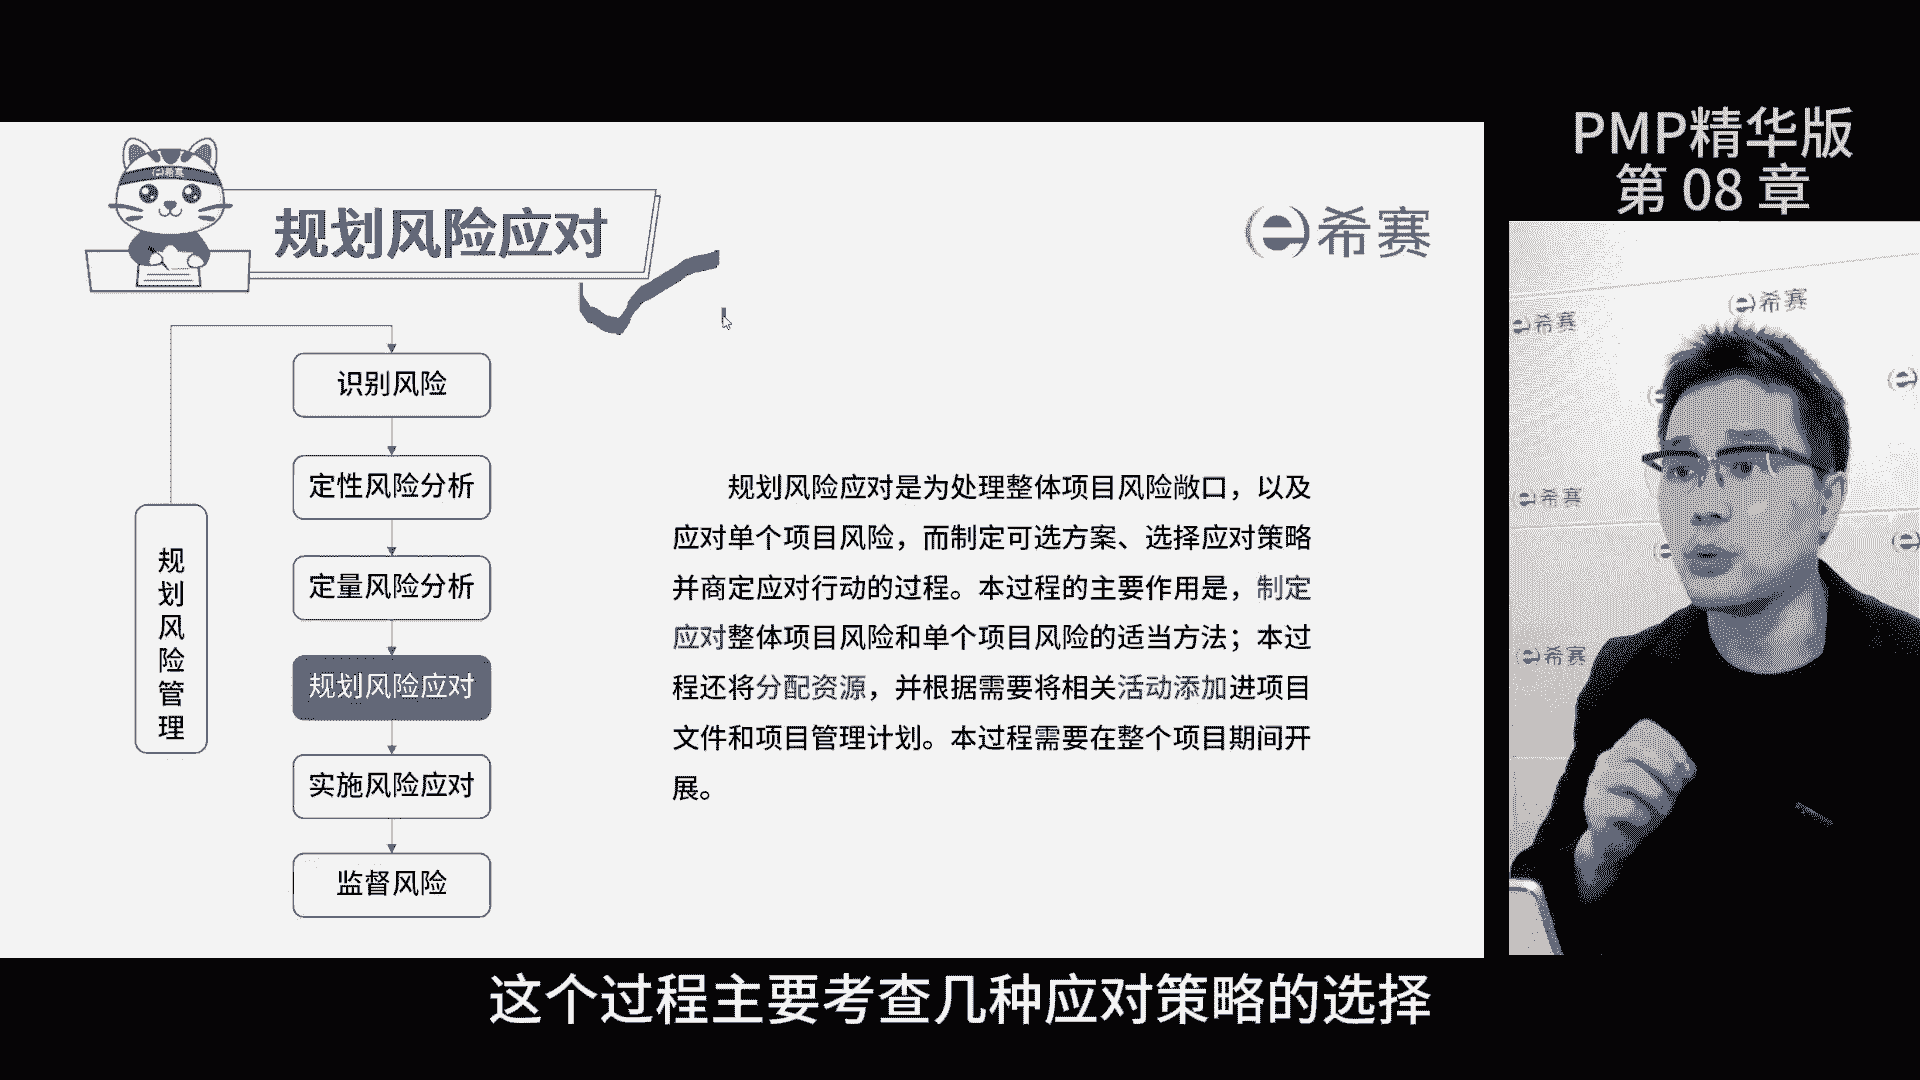 PMP精华版
第 08 章
e希赛
规划风险应对
e希赛
识别风险
定性风险分析
定量风险分析
规划风险应对
实施风险应对
监督风险
规划风险管理
规划风险应对是为处理整体项目风险敞口，以及
应对单个项目风险，而制定可选方案、选择应对策略
并商定应对行动的过程。本过程的主要作用是，制定
应对整体项目风险和单个项目风险的适当方法；本过
程还将分配资源，并根据需要将相关活动添加进项目
文件和项目管理计划。本过程需要在整个项目期间开
展。
e希赛
e希赛
e希赛
e希赛
这个过程主要考查几种应对策略的选择